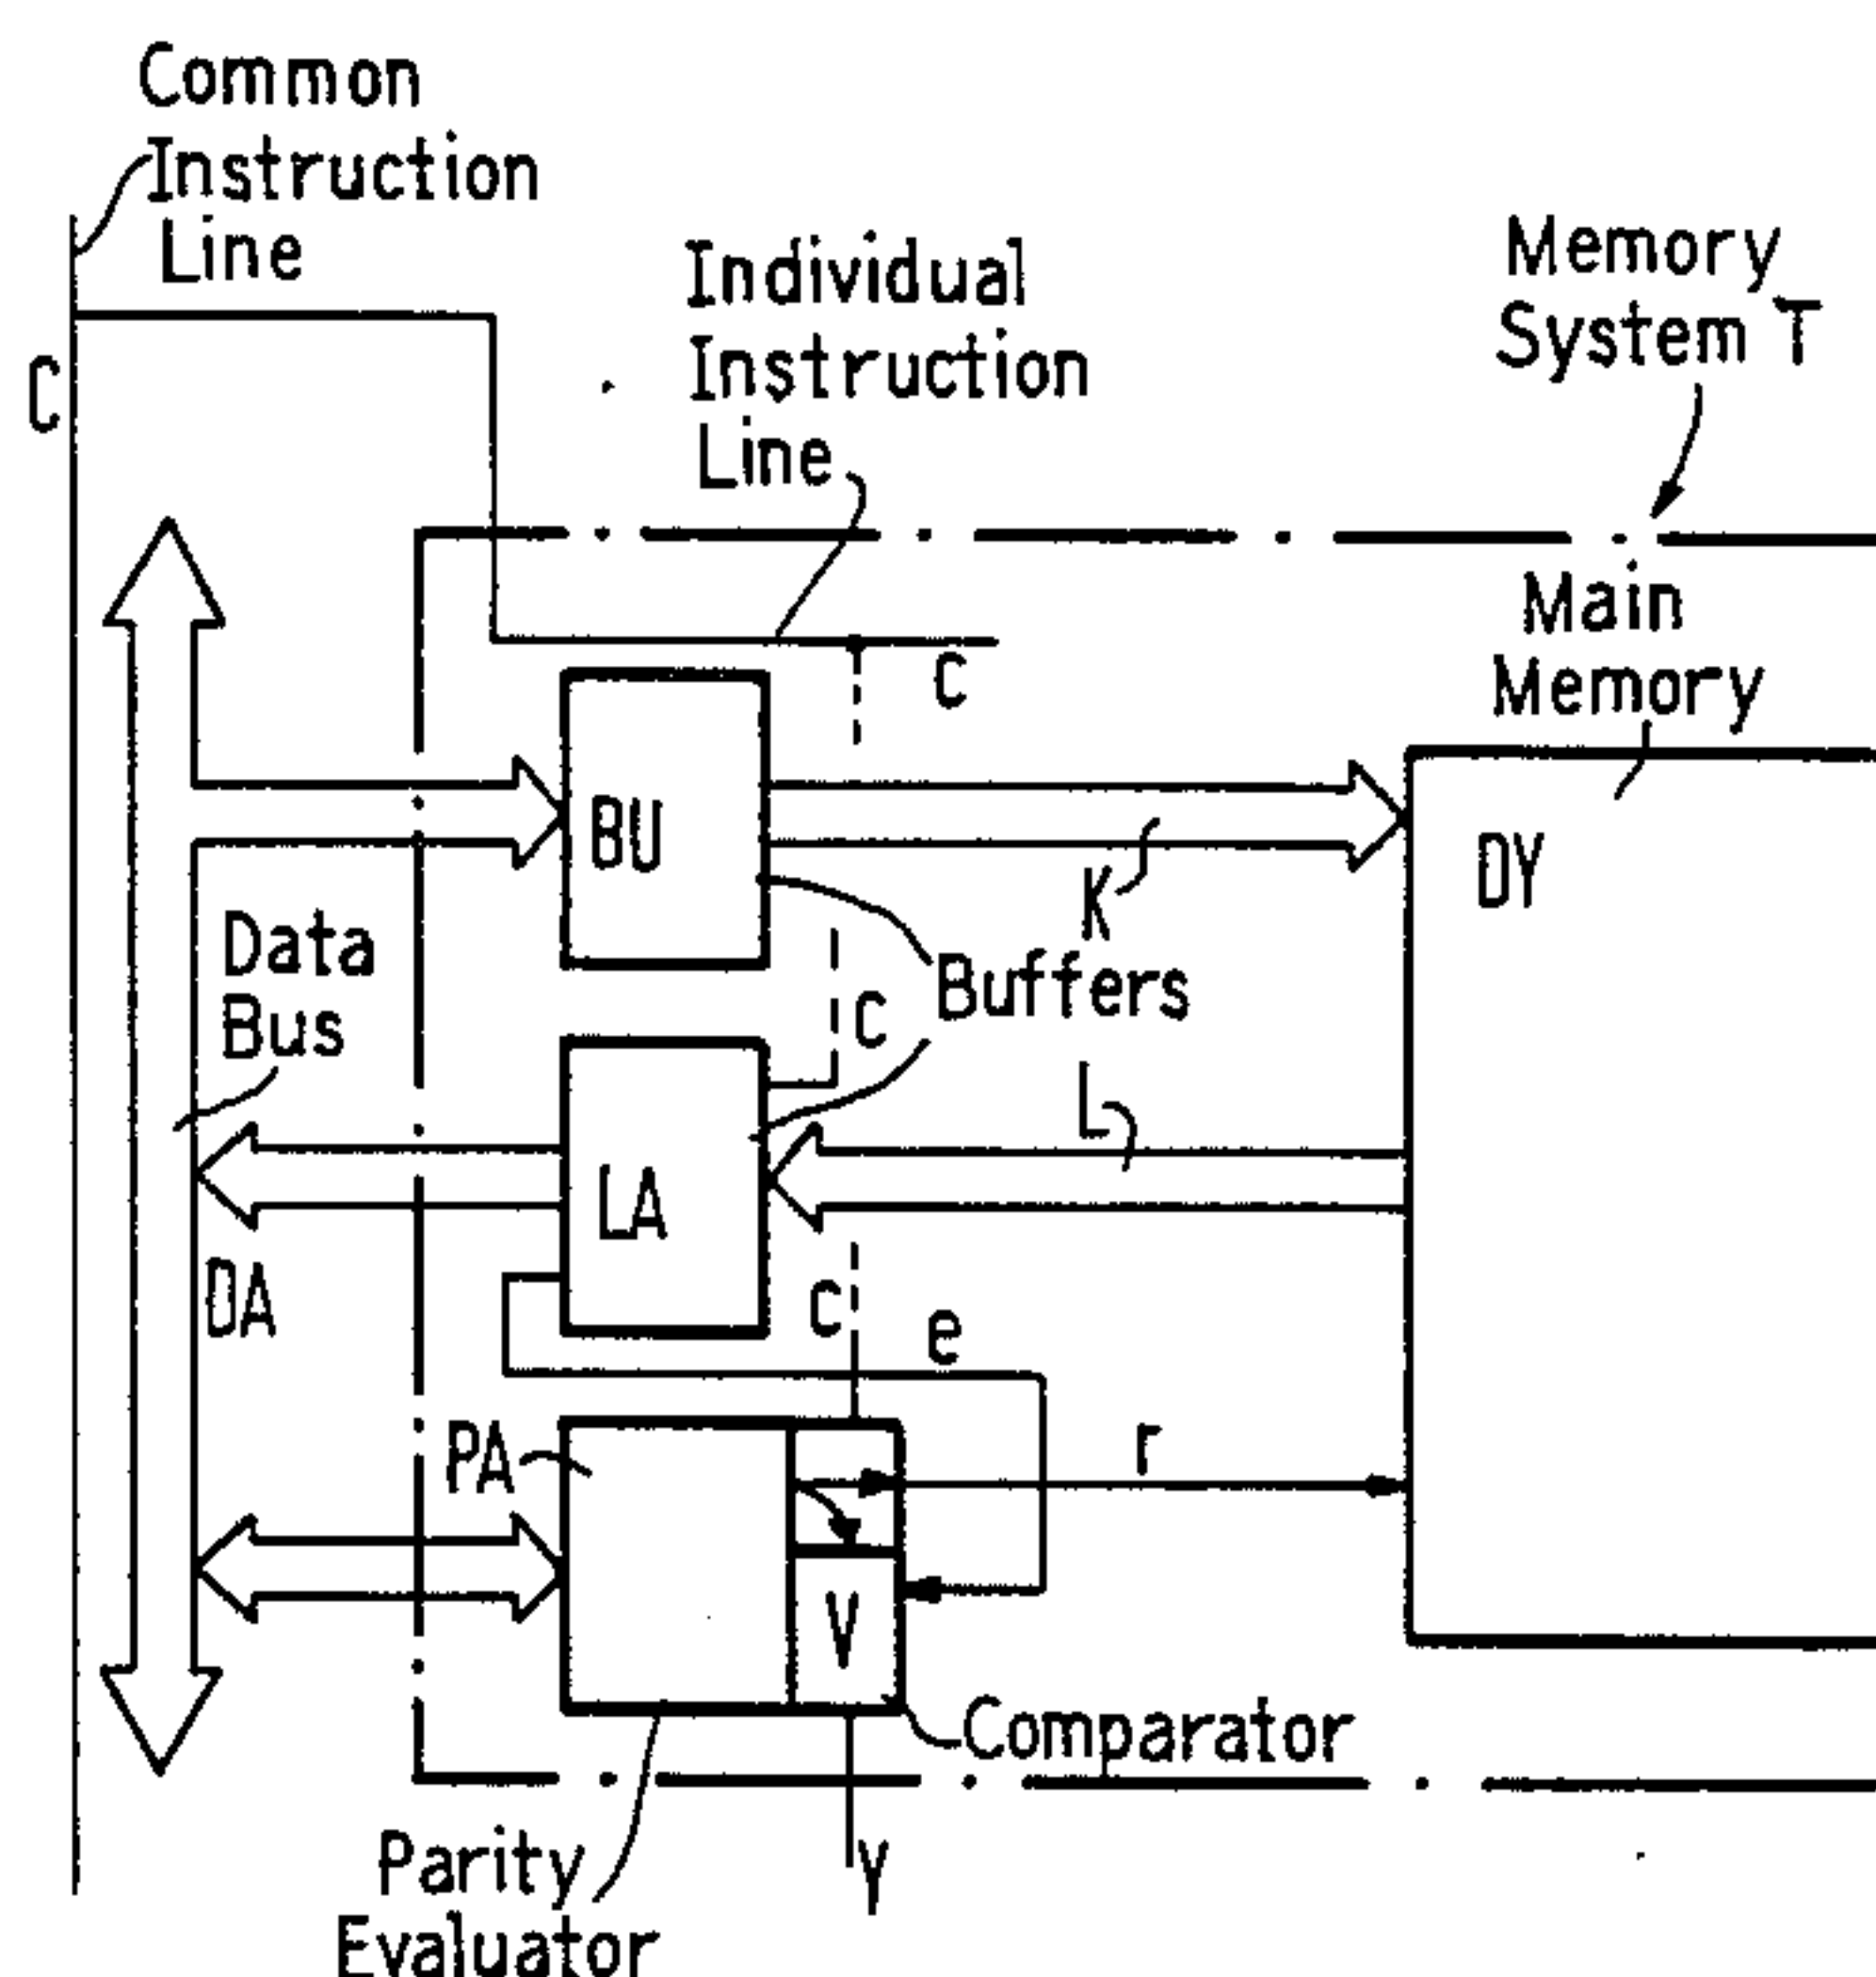 Common
Instruction
Line
C
Individual
Instruction
Line
Memory
System T
C
Main
Memory
BU
K
DY
Data
Bus
C
Buffers
L
LA
DA
C
e
PA
r
V
Comparator
y
Parity
Evaluator